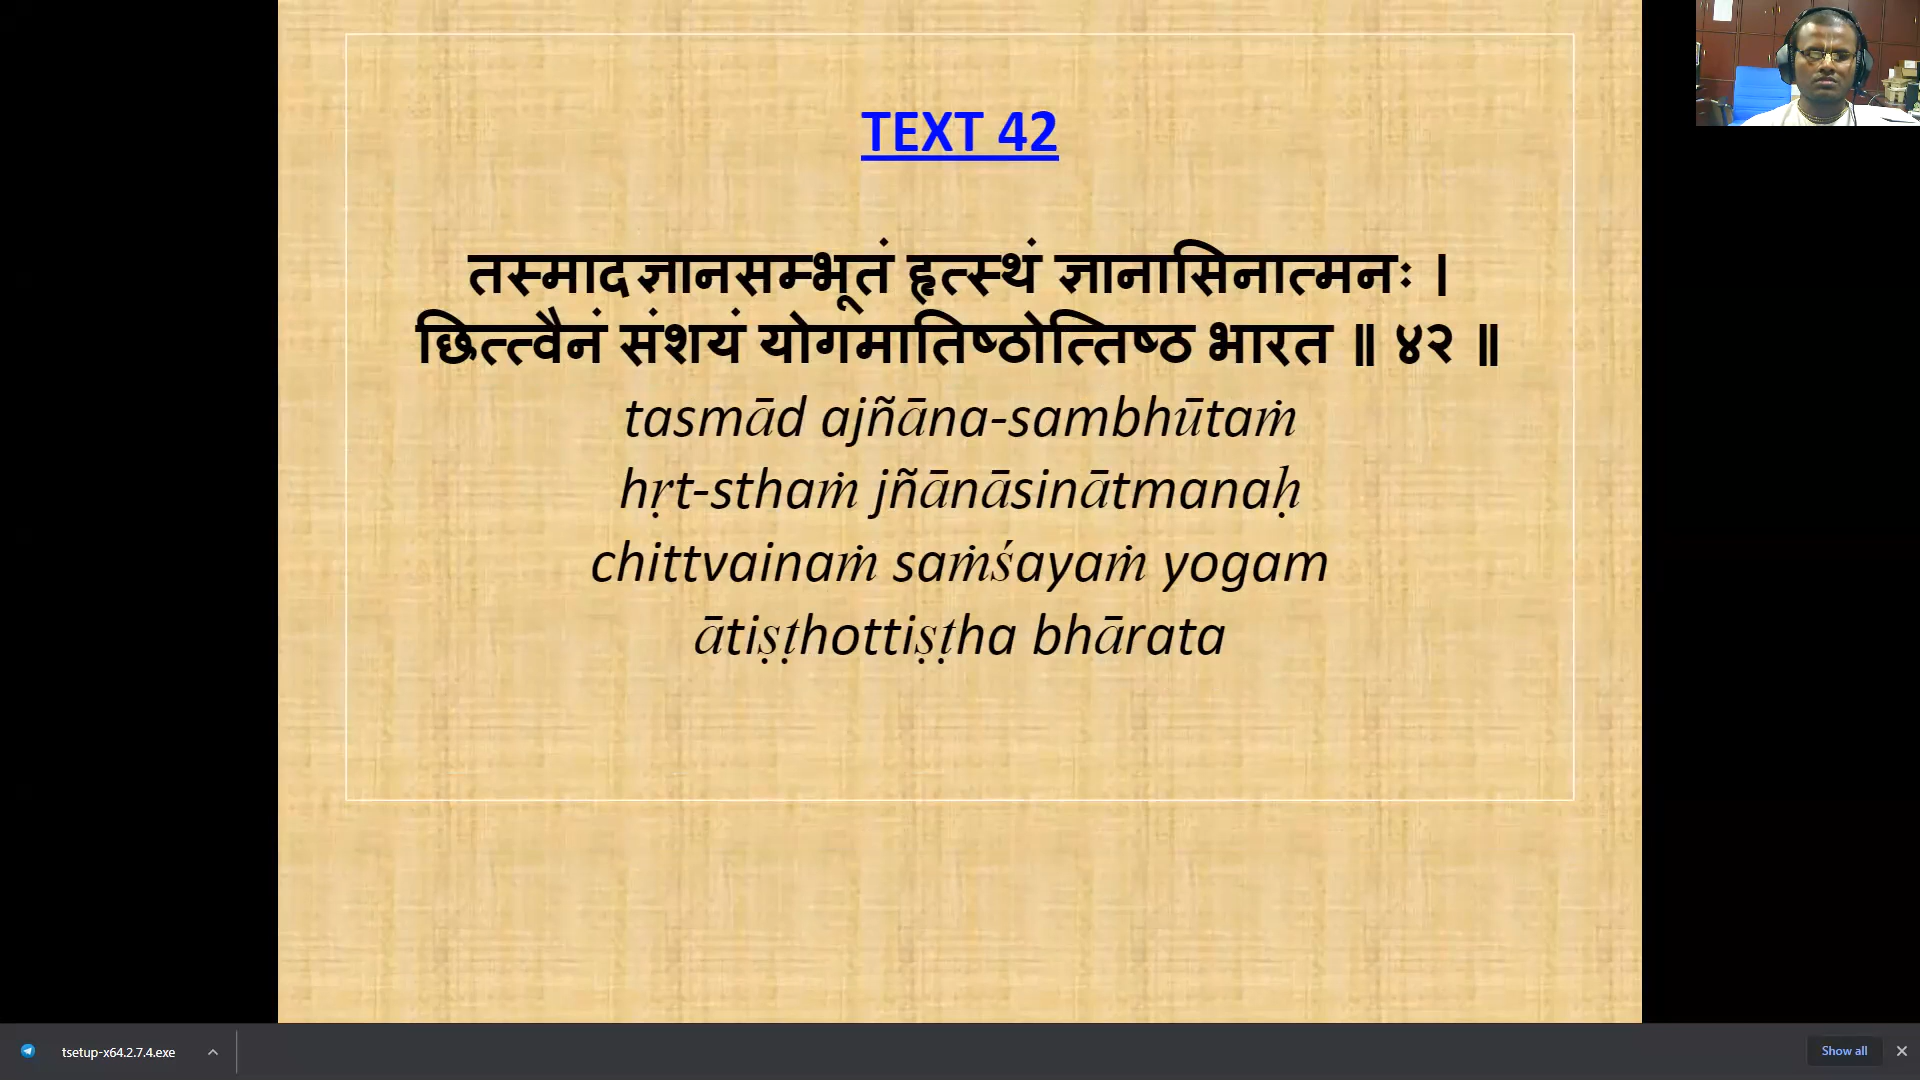 TEXT 42
तस्मादज्ञानसम्भूतं हृत्स्थं ज्ञानासिनात्मनः ।
छित्त्वैनं संशयं योगमातिष्ठोत्तिष्ठ भारत ॥ ४२ ॥
tasmād ajñāna-sambhūtaṁ
hṛt-sthaṁ jñānāsinātmanaḥ
chittvainaṁ saṁśayaṁ yogam
ātiṣṭhottiṣṭha bhārata
tsetup-x64.2.7.4.exe
Show all